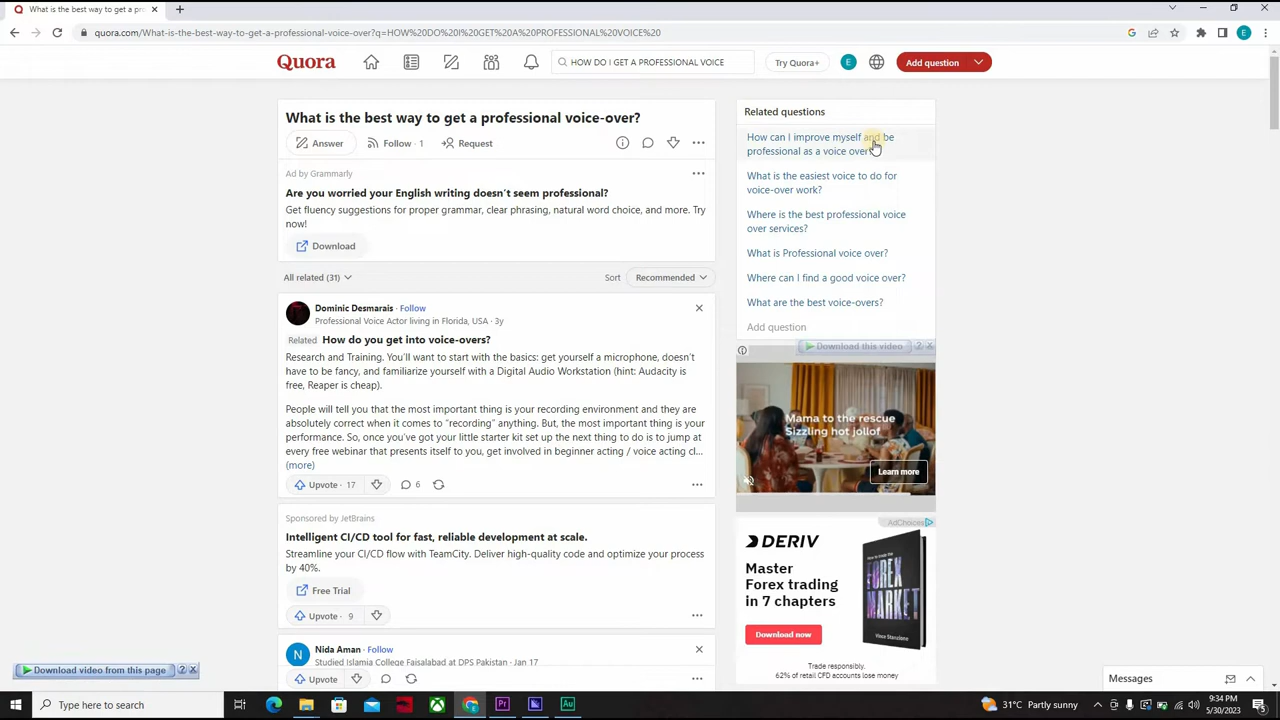 What is the best way to get a pr
quora.com/What-is-the-best-way-to-get-a-professional-voice-over?q=HOW%20DO%20I%20GET%20A%20PROFESSIONAL%20VOICE%20
E
Quora
HOW DO I GET A PROFESSIONAL VOICE
Try Quora+
E
Add question
What is the best way to get a professional voice-over?
Answer
Follow · 1
Request
Ad by Grammarly
Are you worried your English writing doesn't seem professional?
Get fluency suggestions for proper grammar, clear phrasing, natural word choice, and more. Try
now!
Download
All related (31)
Sort
Recommended
Dominic Desmarais · Follow
Professional Voice Actor living in Florida, USA · 3y
Related How do you get into voice-overs?
Research and Training. You'll want to start with the basics: get yourself a microphone, doesn't
have to be fancy, and familiarize yourself with a Digital Audio Workstation (hint: Audacity is
free, Reaper is cheap).
People will tell you that the most important thing is your recording environment and they are
absolutely correct when it comes to "recording" anything. But, the most important thing is your
performance. So, once you've got your little starter kit set up the next thing to do is to jump at
every free webinar that presents itself to you, get involved in beginner acting / voice acting cl...
(more)
Upvote · 17
6
Sponsored by JetBrains
Intelligent CI/CD tool for fast, reliable development at scale.
Streamline your CI/CD flow with TeamCity. Deliver high-quality code and optimize your process
by 40%.
Free Trial
Upvote · 9
N
Nida Aman · Follow
Studied Islamia College Faisalabad at DPS Pakistan · Jan 17
Upvote
Related questions
How can I improve myself and be
professional as a voice over
What is the easiest voice to do for
voice-over work?
Where is the best professional voice
over services?
What is Professional voice over?
Where can I find a good voice over?
What are the best voice-overs?
Add question
Download this video
?
X
Mama to the rescue
Sizzling hot jollof
Learn more
AdChoices
DERIV
Master
Forex trading
in 7 chapters
FOREX
MARKET
Vince Stanzione
Download now
Trade responsibly.
62% of retail CFD accounts lose money
Download video from this page
?
X
Messages
Type here to search
Pr
Au
31°C Partly sunny
9:34 PM
5/30/2023